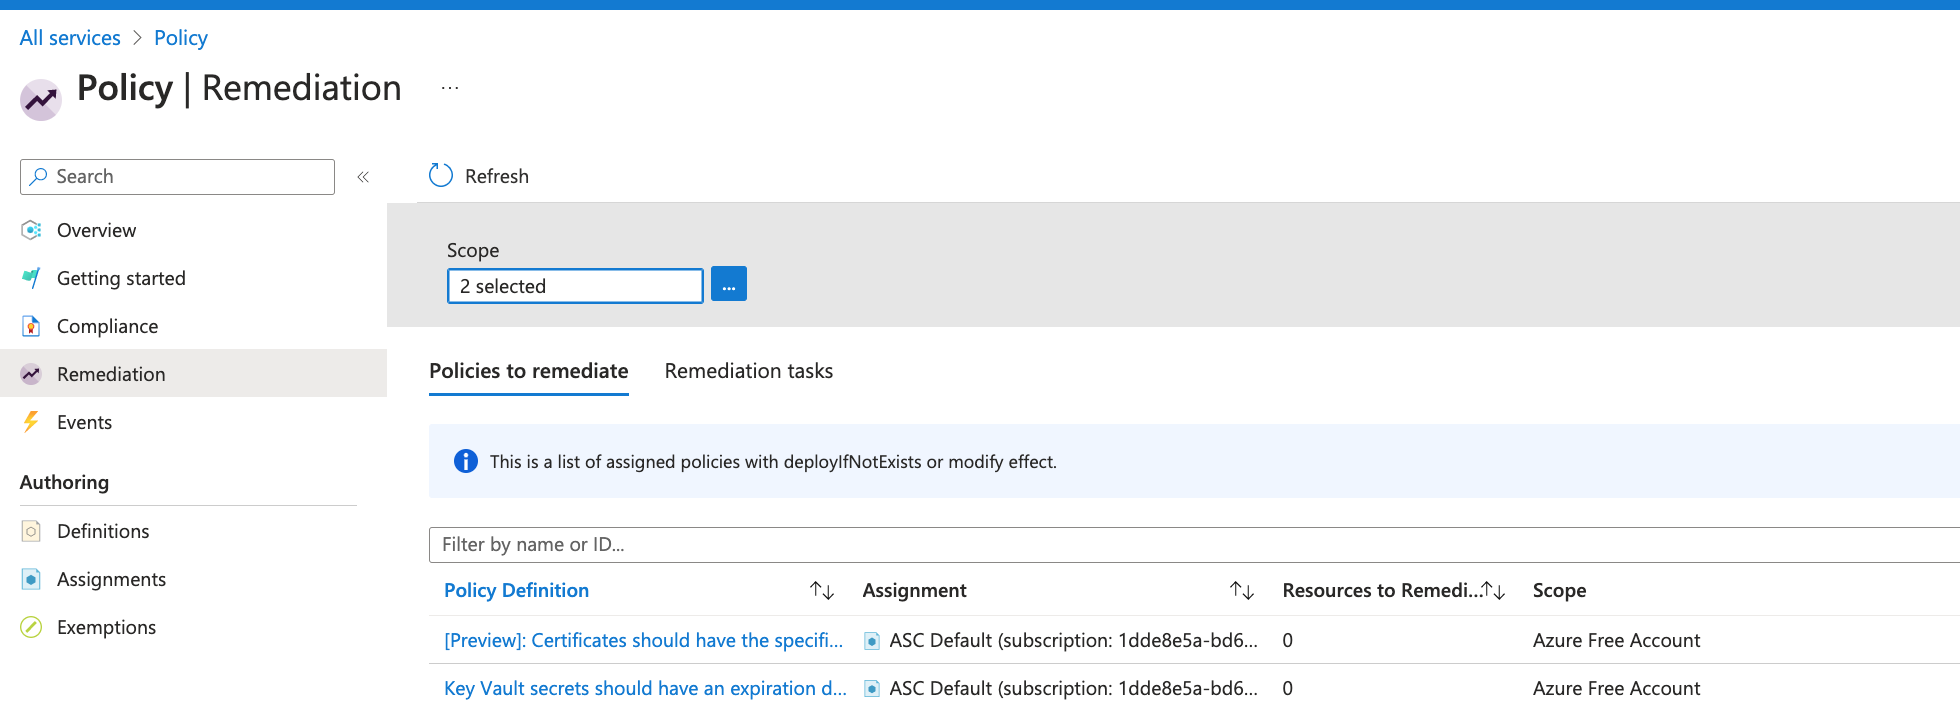 All services > Policy
Policy | Remediation ...
Search «
Refresh
Overview
Getting started
Compliance
Remediation
Events
Authoring
Definitions
Assignments
Exemptions
Scope
2 selected ...
Policies to remediate Remediation tasks
This is a list of assigned policies with deployIfNotExists or modify effect.
Filter by name or ID...
Policy Definition ↑↓ Assignment ↑↓ Resources to Remedi...↑↓ Scope
[Preview]: Certificates should have the specifi... ASC Default (subscription: 1dde8e5a-bd6... 0 Azure Free Account
Key Vault secrets should have an expiration d... ASC Default (subscription: 1dde8e5a-bd6... 0 Azure Free Account